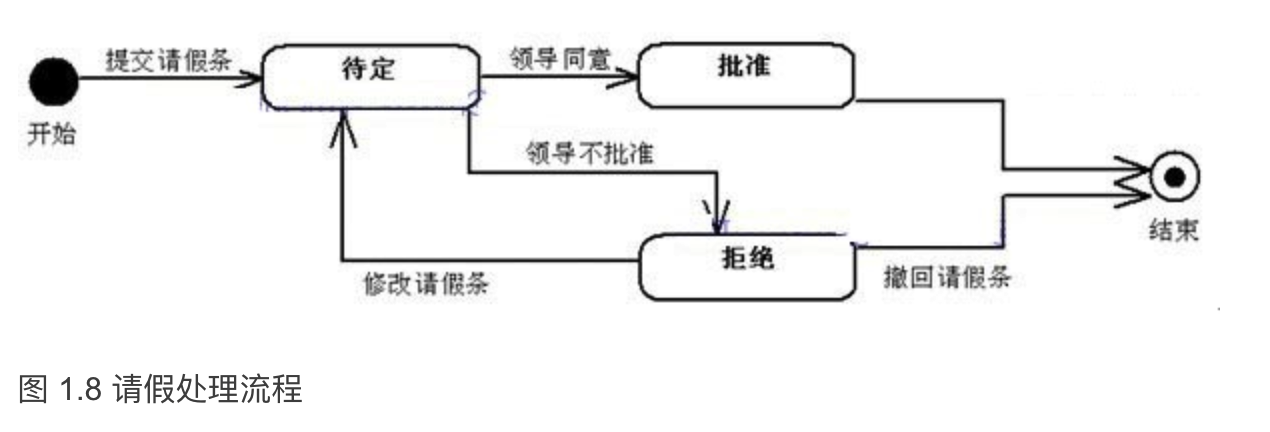 提交请假条
待定
领导同意
批准
开始
领导不批准
结束
拒绝
修改请假条
撤回请假条
图 1.8 请假处理流程